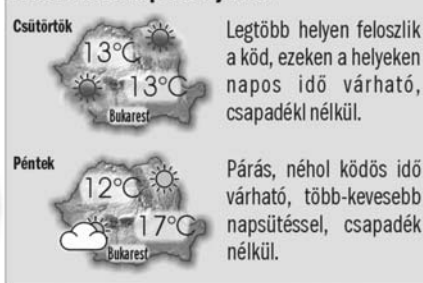 Csütörtök
13°C
13°C
Bukarest
Legtöbb helyen feloszlik
a köd, ezeken a helyeken
napos idő várható,
csapadékl nélkül.
Péntek
12°C
17°C
Bukarest
Párás, néhol ködös idő
várható, több-kevesebb
napsütéssel, csapadék
nélkül.